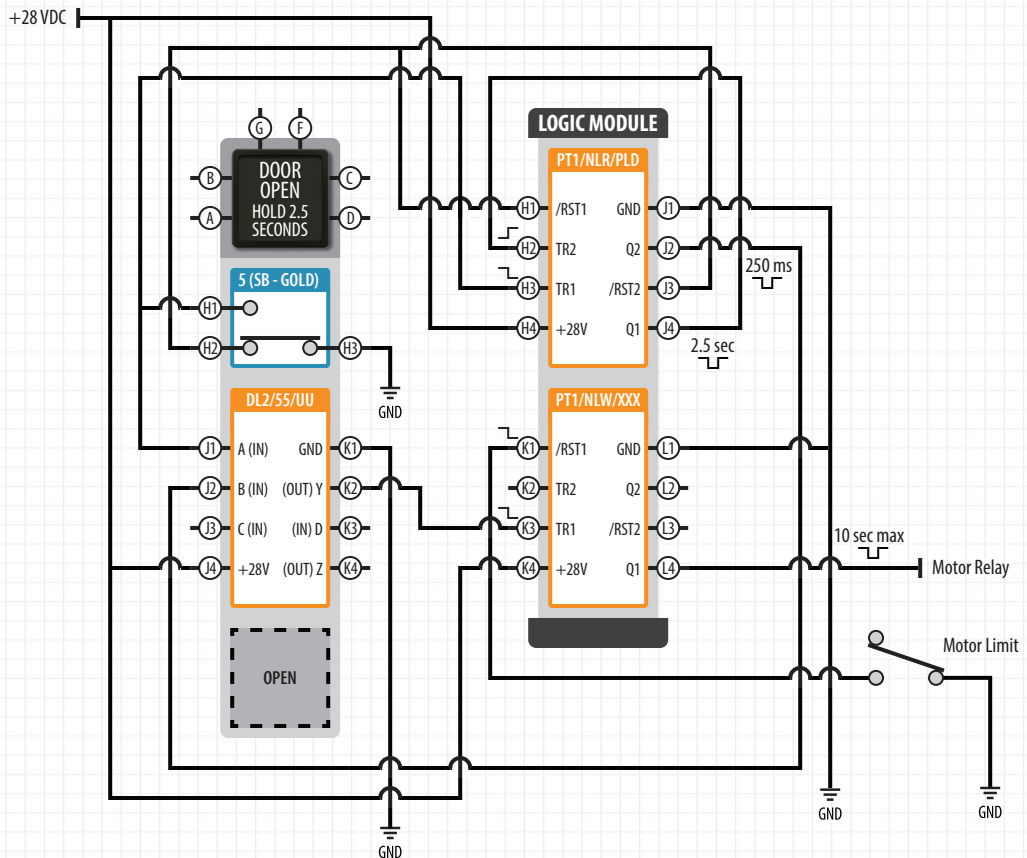 +28 VDC
G
F
B
DOOR
OPEN
C
A
HOLD 2.5
SECONDS
D
5 (SB - GOLD)
H1
H2
H3
GND
DL2/55/UU
J1
A (IN)
GND
K1
J2
B (IN)
(OUT) Y
K2
J3
C (IN)
(IN) D
K3
J4
+28V
(OUT) Z
K4
OPEN
GND
LOGIC MODULE
PT1/NLR/PLD
H1
/RST1
GND
J1
H2
TR2
Q2
J2
250 ms
H3
TR1
/RST2
J3
H4
+28V
Q1
J4
2.5 sec
PT1/NLW/XXX
K1
/RST1
GND
L1
K2
TR2
Q2
L2
K3
TR1
/RST2
L3
10 sec max
K4
+28V
Q1
L4
Motor Relay
Motor Limit
GND
GND